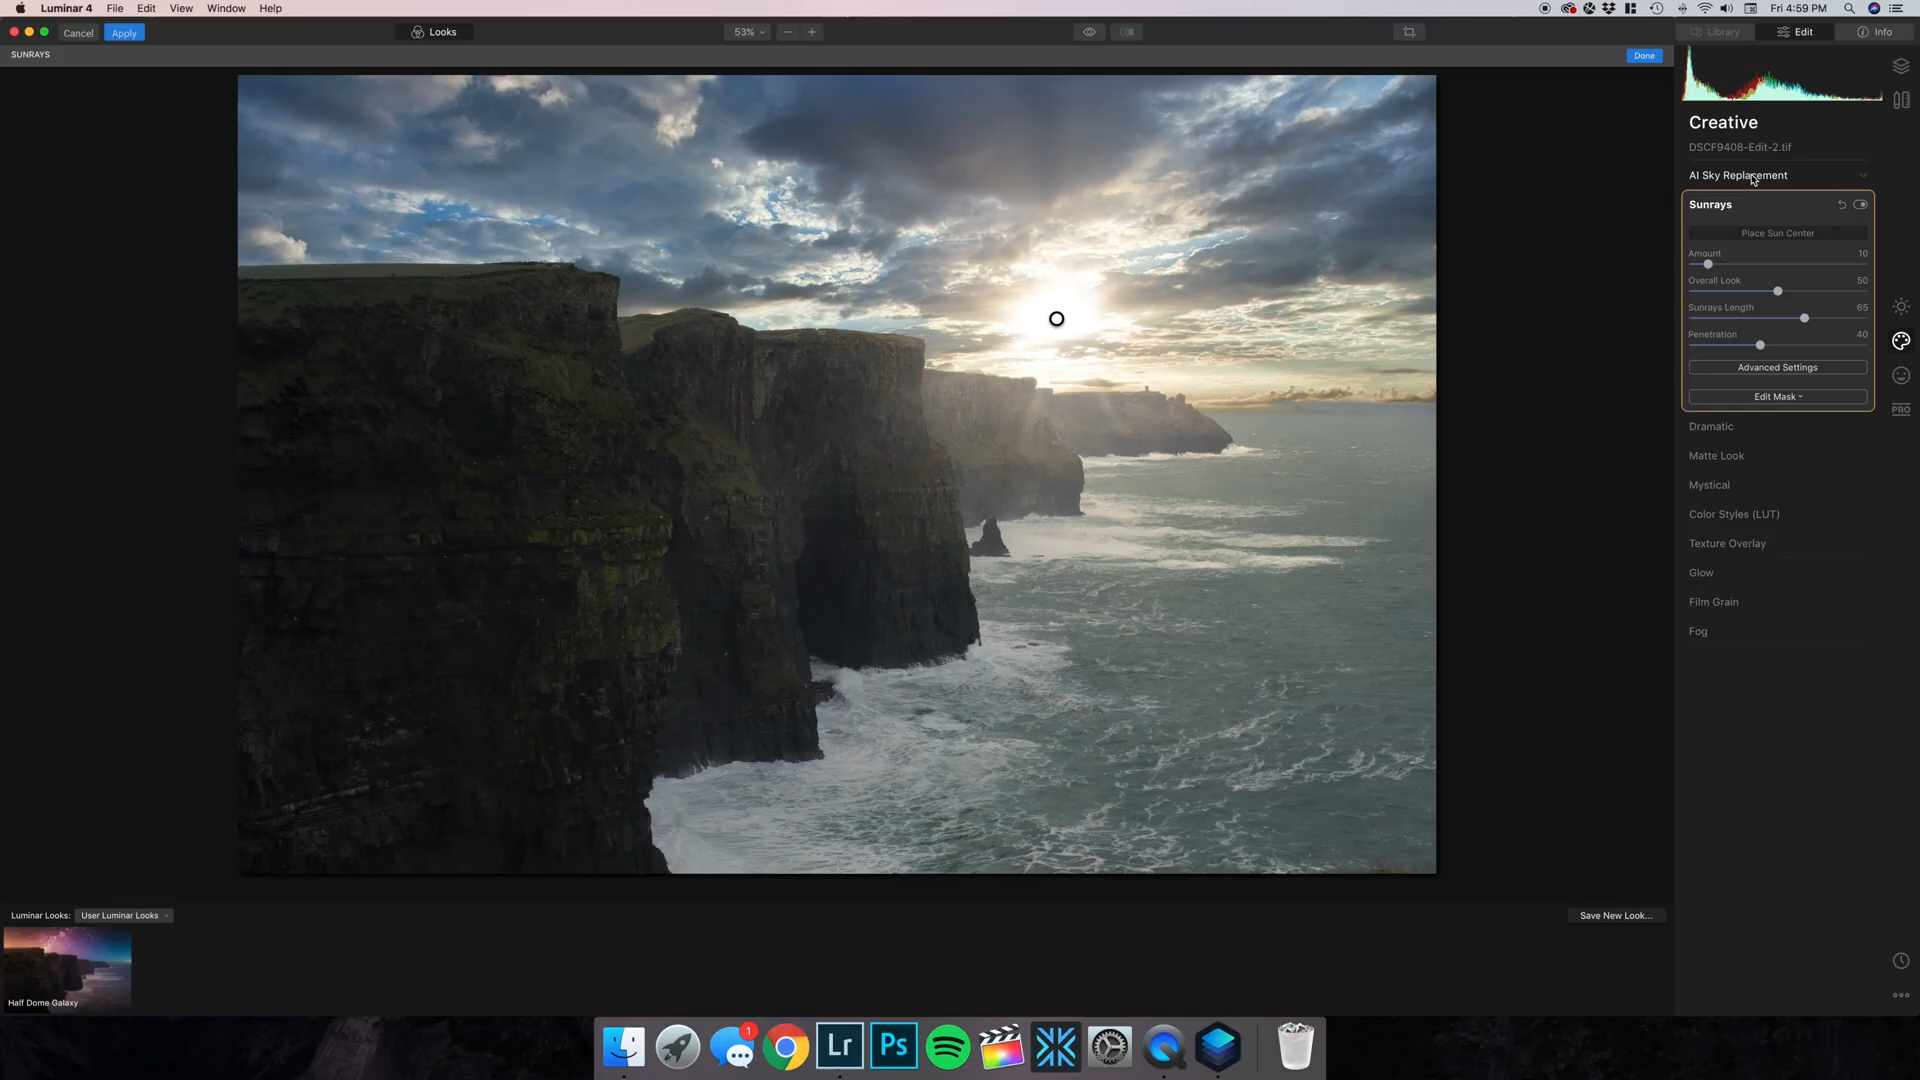 Luminar 4 File Edit View Window Help
Fri 4:59 PM
Cancel Apply Looks 53% Library Edit Info
SUNRAYS Done
Creative
DSCF9408-Edit-2.tif
AI Sky Replacement
Sunrays
Place Sun Center
Amount 10
Overall Look 50
Sunrays Length 65
Penetration 40
Advanced Settings
Edit Mask
PRO
Dramatic
Matte Look
Mystical
Color Styles (LUT)
Texture Overlay
Glow
Film Grain
Fog
Luminar Looks: User Luminar Looks
Save New Look...
Half Dome Galaxy
1
Lr Ps